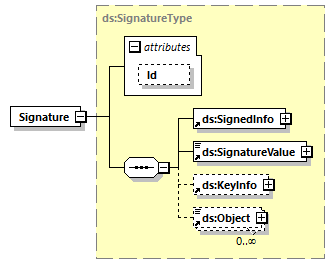 ds:SignatureType
attributes
Id
Signature
ds:SignedInfo
ds:SignatureValue
ds:KeyInfo
ds:Object
0..∞